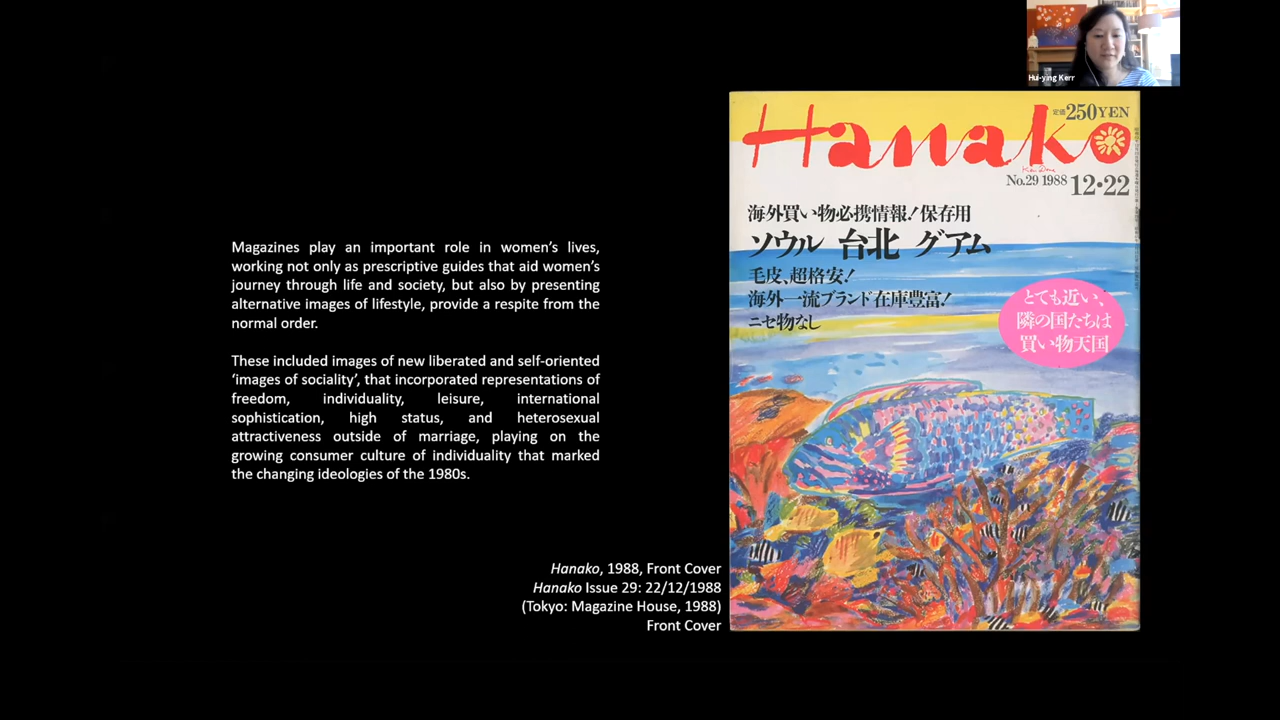 Hui-ying Kerr
Magazines play an important role in women's lives,
working not only as prescriptive guides that aid women's
journey through life and society, but also by presenting
alternative images of lifestyle, provide a respite from the
normal order.
These included images of new liberated and self-oriented
'images of sociality', that incorporated representations of
freedom, individuality, leisure, international
sophistication, high status, and heterosexual
attractiveness outside of marriage, playing on the
growing consumer culture of individuality that marked
the changing ideologies of the 1980s.
Hanako, 1988, Front Cover
Hanako Issue 29: 22/12/1988
(Tokyo: Magazine House, 1988)
Front Cover
定価250YEN
Hanako
No.29 1988 12・22
海外買い物必携情報!保存用
ソウル 台北 グアム
毛皮、超格安!
海外一流ブランド在庫豊富!
ニセ物なし
とても近い、
隣の国たちは
買い物天国